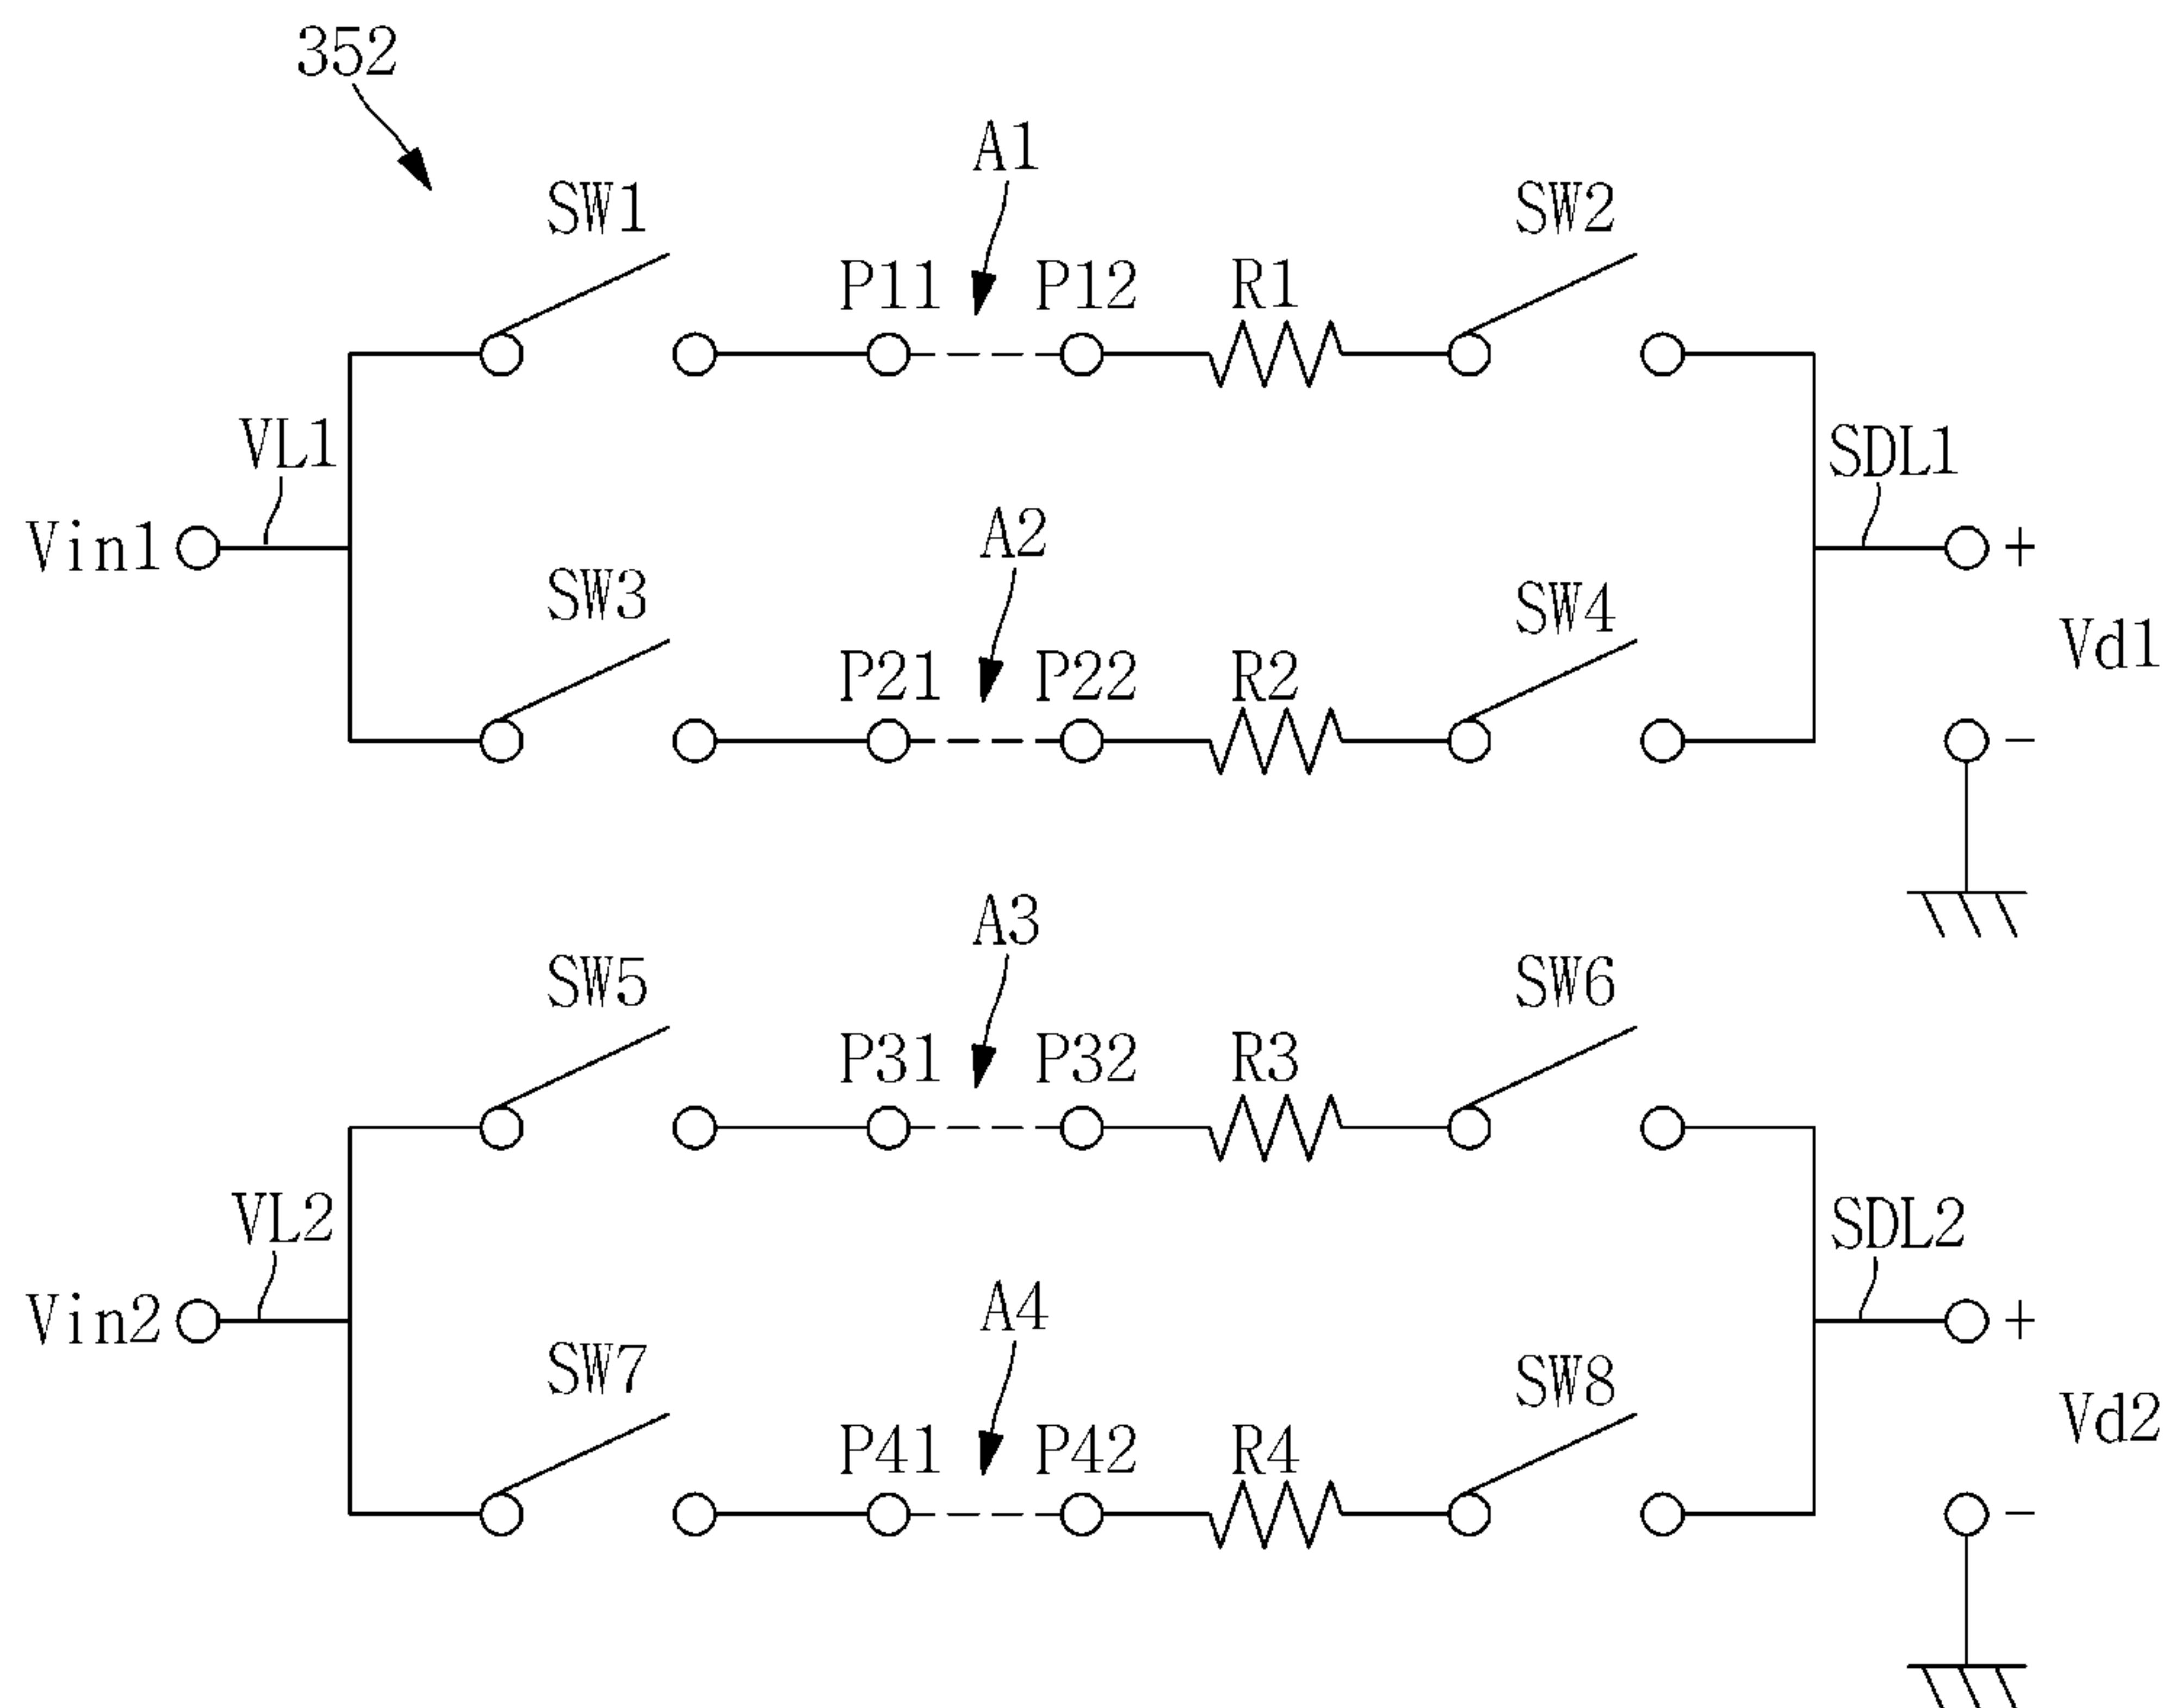 352
A1
SW1
SW2
P11
P12
R1
VL1
SDL1
Vin1
+
A2
SW3
SW4
Vd1
P21
P22
R2
−
A3
SW5
SW6
P31
P32
R3
VL2
SDL2
Vin2
+
A4
SW7
SW8
Vd2
P41
P42
R4
−